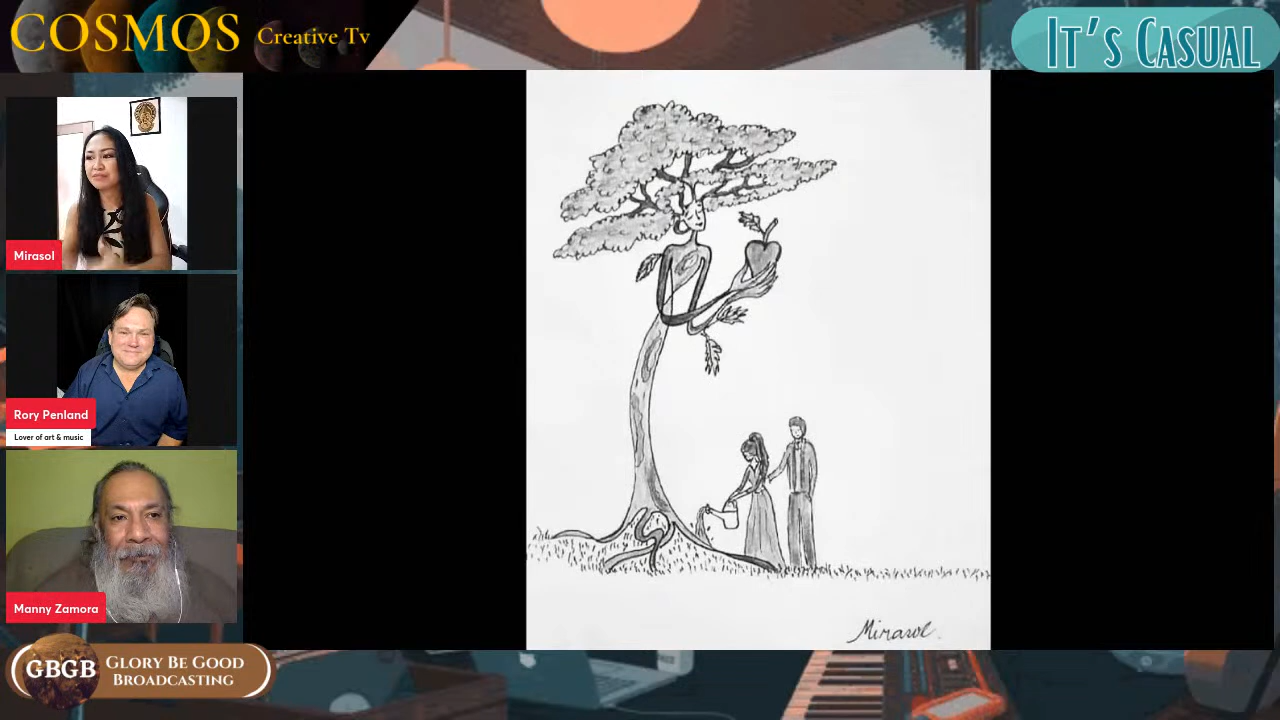 COSMOS Creative Tv
IT'S CASUAL
Mirasol
Rory Penland
Lover of art & music
Manny Zamora
GBGB
GLORY BE GOOD
BROADCASTING
Mirasol